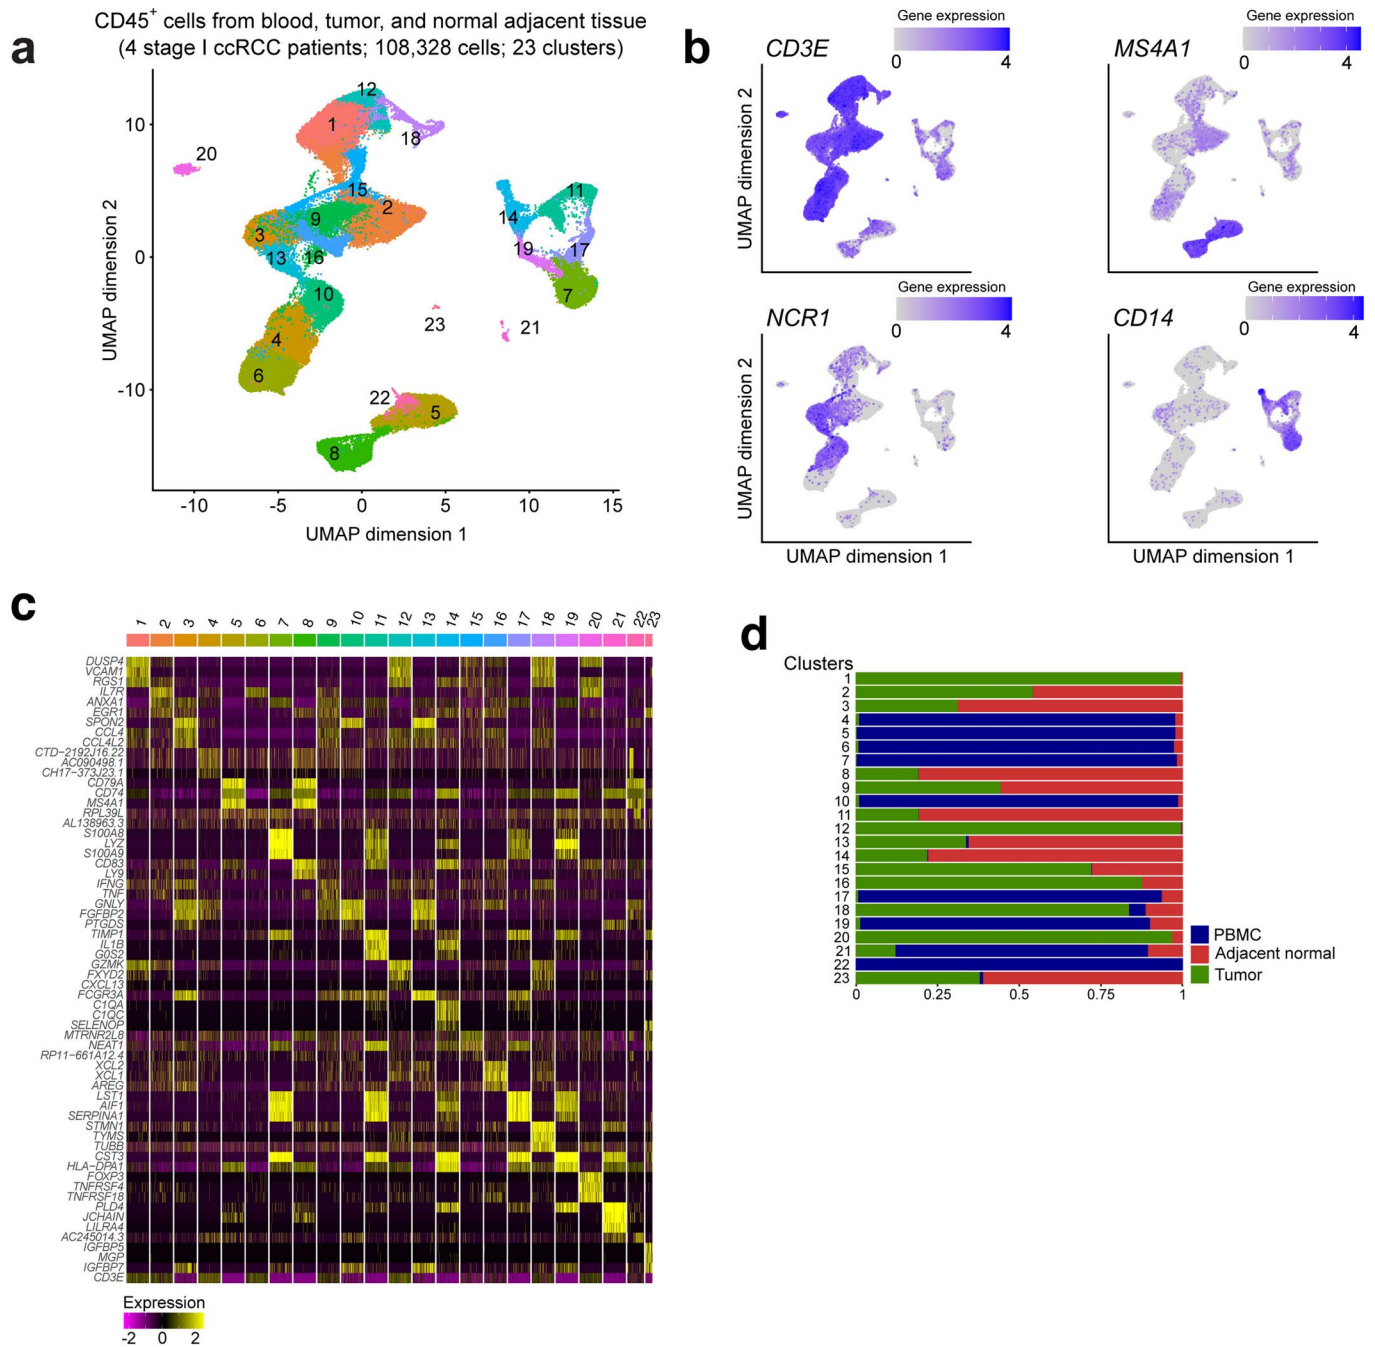 a
CD45+ cells from blood, tumor, and normal adjacent tissue
(4 stage I ccRCC patients; 108,328 cells; 23 clusters)
UMAP dimension 2
10
0
-10
12
1
18
20
15
2
9
3
13
16
10
4
6
11
14
19
17
7
23
21
22
5
8
-10
-5
0
5
10
15
UMAP dimension 1
b
CD3E
Gene expression
0
4
MS4A1
Gene expression
0
4
UMAP dimension 2
UMAP dimension 2
NCR1
Gene expression
0
4
CD14
Gene expression
0
4
UMAP dimension 2
UMAP dimension 2
UMAP dimension 1
UMAP dimension 1
c
1 2 3 4 5 6 7 8 9 10 11 12 13 14 15 16 17 18 19 20 21 22 23
DUSP4
VCAM1
RGS1
IL7R
ANXA1
EGR1
SPON2
CCL4
CCL4L2
CTD−2192J16.22
AC090498.1
CH17−373J23.1
CD79A
CD74
MS4A1
RPL39L
AL138963.3
S100A8
LYZ
S100A9
CD83
LY9
IFNG
TNF
GNLY
FGFBP2
PTGDS
TIMP1
IL1B
G0S2
GZMK
FXYD2
CXCL13
FCGR3A
C1QA
C1QC
SELENOP
MTRNR2L8
NEAT1
RP11−661A12.4
XCL2
XCL1
AREG
LST1
AIF1
SERPINA1
STMN1
TYMS
TUBB
CST3
HLA−DPA1
FOXP3
TNFRSF4
TNFRSF18
PLD4
JCHAIN
LILRA4
AC245014.3
IGFBP5
MGP
IGFBP7
CD3E
Expression
-2 0 2
d
Clusters
1
2
3
4
5
6
7
8
9
10
11
12
13
14
15
16
17
18
19
20
21
22
23
0 0.25 0.5 0.75 1
PBMC
Adjacent normal
Tumor